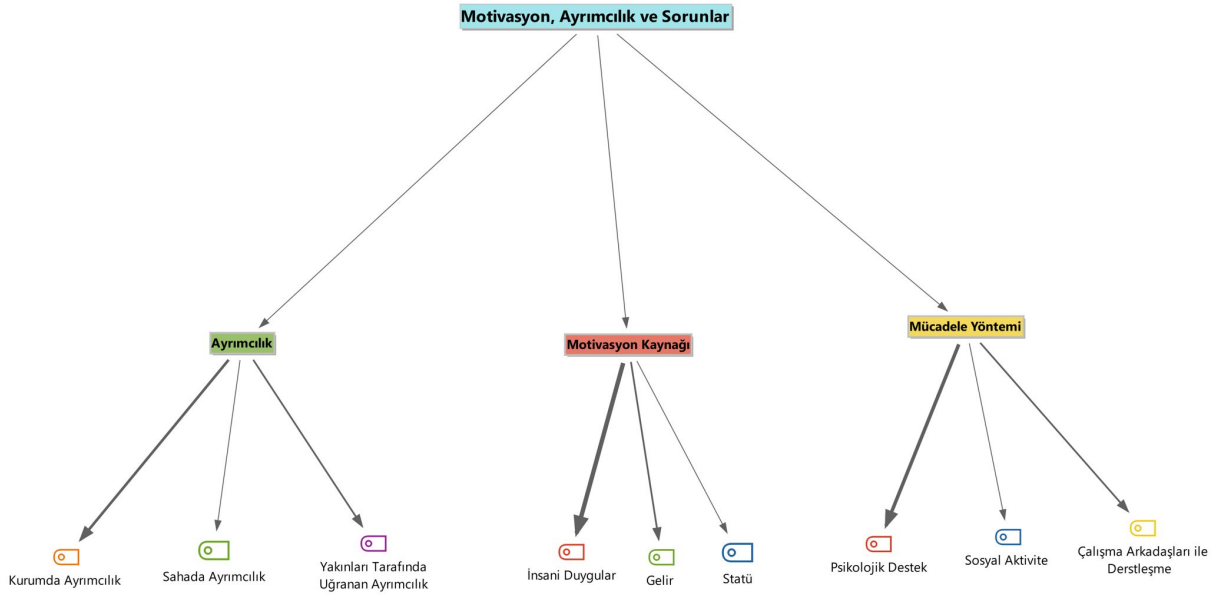 Motivasyon, Ayrımcılık ve Sorunlar
Ayrımcılık
Motivasyon Kaynağı
Mücadele Yöntemi
Kurumda Ayrımcılık
Sahada Ayrımcılık
Yakınları Tarafında
Uğranan Ayrımcılık
İnsani Duygular
Gelir
Statü
Psikolojik Destek
Sosyal Aktivite
Çalışma Arkadaşları ile
Derstleşme